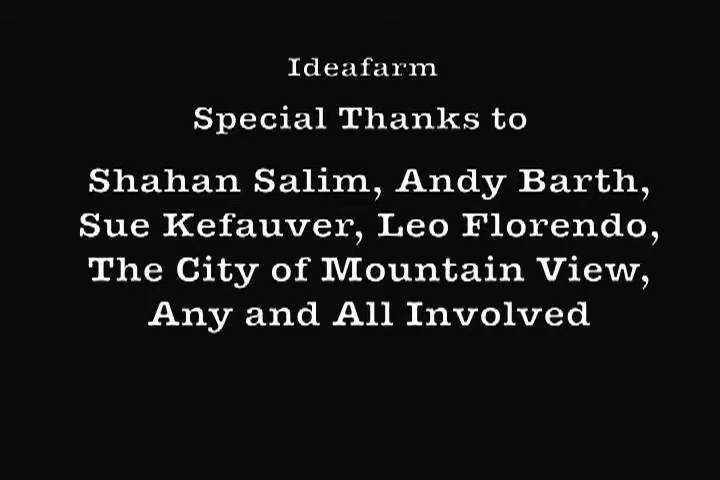 Ideafarm
Special Thanks to
Shahan Salim, Andy Barth,
Sue Kefauver, Leo Florendo,
The City of Mountain View,
Any and All Involved